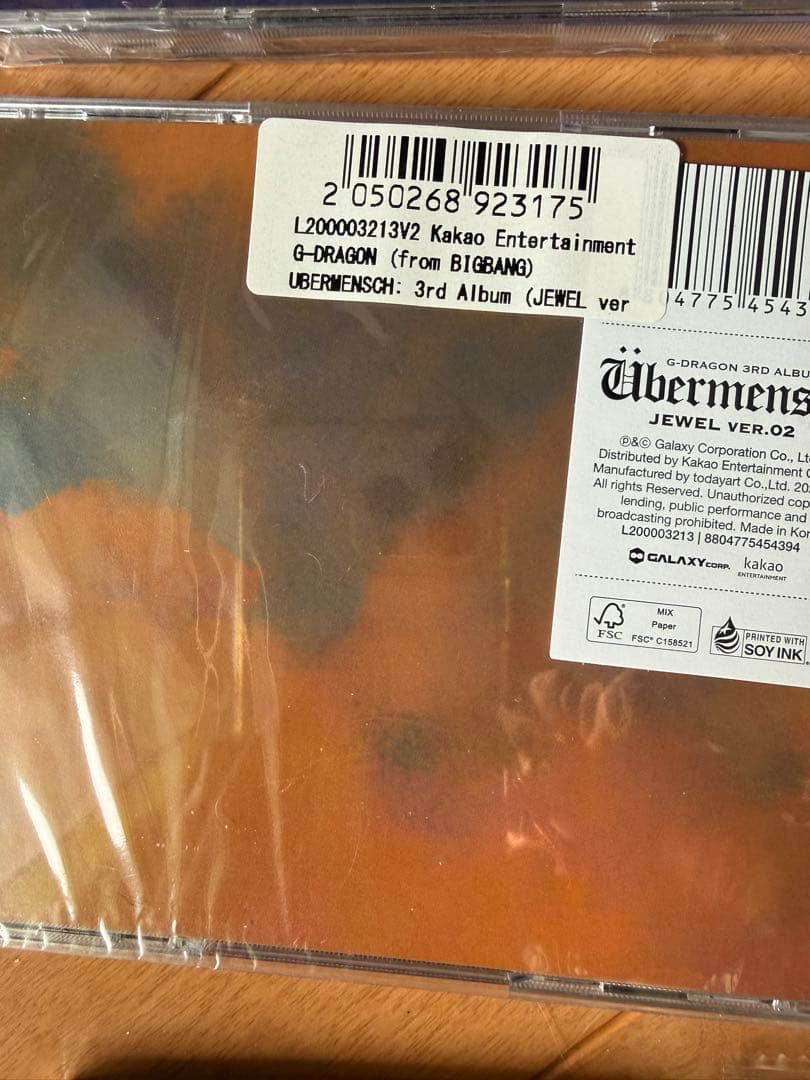 2 050268 923175
L200003213V2 Kakao Entertainment
G-DRAGON (from BIGBANG)
UBERMENSCH: 3rd Album (JEWEL ver
04775 4543
G-DRAGON 3RD ALBU
Übermens
JEWEL VER.02
℗&© Galaxy Corporation Co., Lt
Distributed by Kakao Entertainment
Manufactured by todayart Co.,Ltd. 20
All rights Reserved. Unauthorized cop
lending, public performance and
broadcasting prohibited. Made in Kor
L200003213 | 8804775454394
GALAXY CORP. kakao
ENTERTAINMENT
FSC
MIX
Paper
FSC® C158521
PRINTED WITH
SOY INK